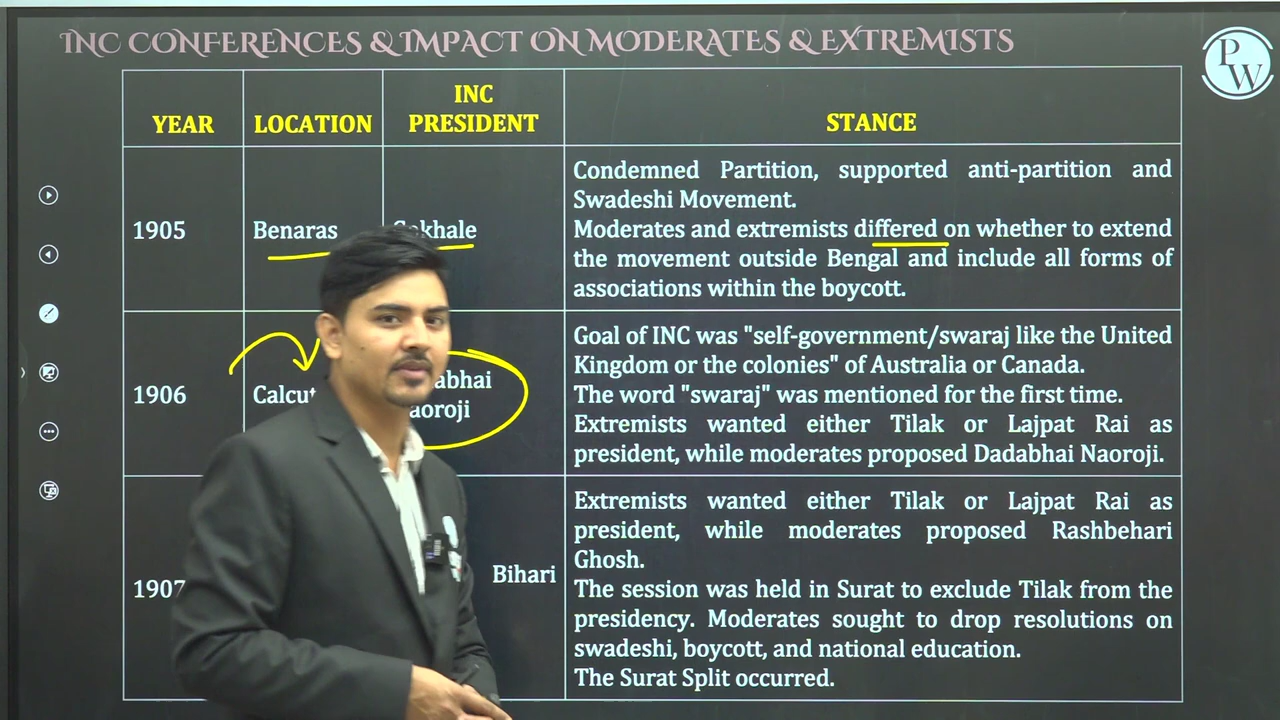 INC CONFERENCES & IMPACT ON MODERATES & EXTREMISTS
PW
YEAR
LOCATION
INC
PRESIDENT
STANCE
1905
Benaras
Gokhale
Condemned Partition, supported anti-partition and
Swadeshi Movement.
Moderates and extremists differed on whether to extend
the movement outside Bengal and include all forms of
associations within the boycott.
1906
Goal of INC was "self-government/swaraj like the United
Kingdom or the colonies" of Australia or Canada.
The word "swaraj" was mentioned for the first time.
Extremists wanted either Tilak or Lajpat Rai as
president, while moderates proposed Dadabhai Naoroji.
1907
Bihari
Extremists wanted either Tilak or Lajpat Rai as
president, while moderates proposed Rashbehari
Ghosh.
The session was held in Surat to exclude Tilak from the
presidency. Moderates sought to drop resolutions on
swadeshi, boycott, and national education.
The Surat Split occurred.